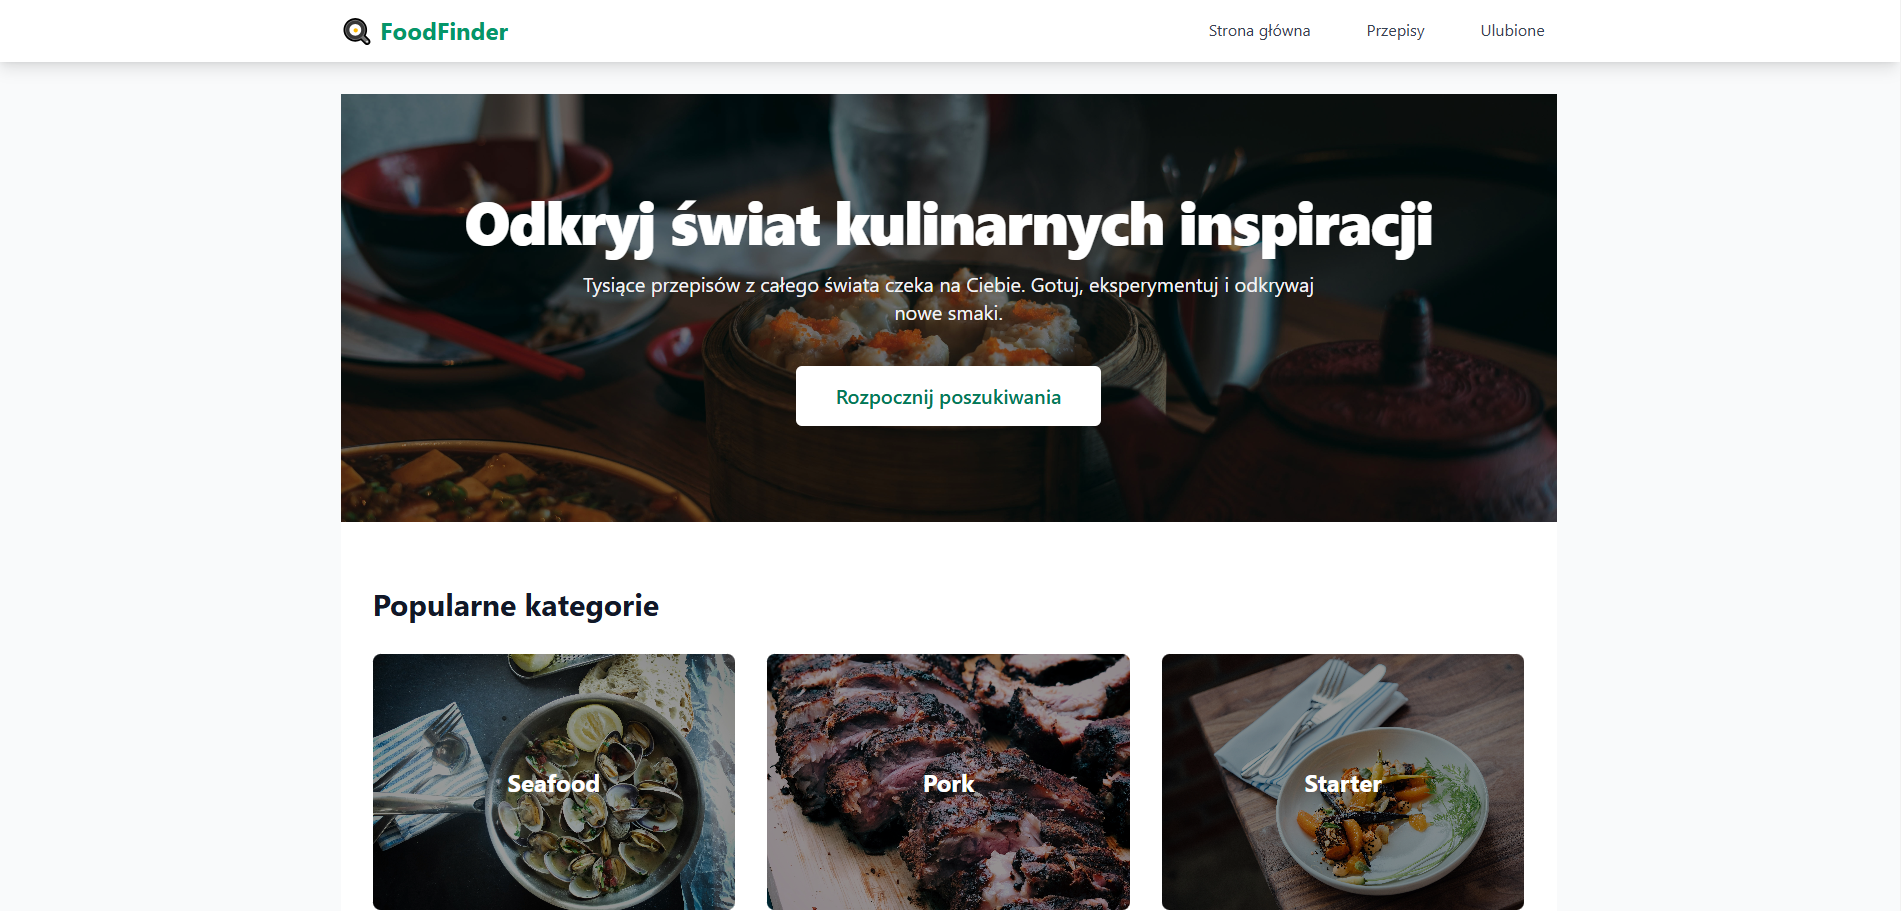 FoodFinder
Strona główna
Przepisy
Ulubione
Odkryj świat kulinarnych inspiracji
Tysiące przepisów z całego świata czeka na Ciebie. Gotuj, eksperymentuj i odkrywaj
nowe smaki.
Rozpocznij poszukiwania
Popularne kategorie
Seafood
Pork
Starter